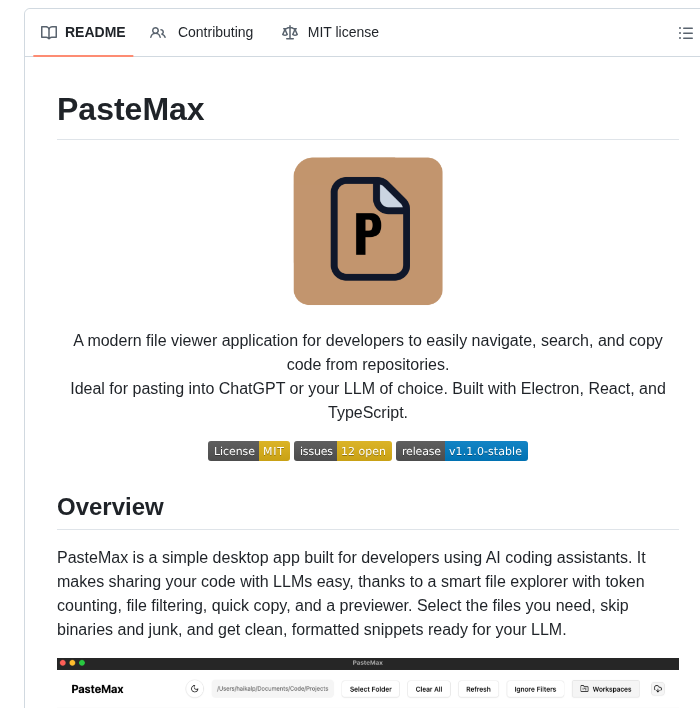 README Contributing MIT license
PasteMax
P
A modern file viewer application for developers to easily navigate, search, and copy
code from repositories.
Ideal for pasting into ChatGPT or your LLM of choice. Built with Electron, React, and
TypeScript.
License MIT issues 12 open release v1.1.0-stable
Overview
PasteMax is a simple desktop app built for developers using AI coding assistants. It
makes sharing your code with LLMs easy, thanks to a smart file explorer with token
counting, file filtering, quick copy, and a previewer. Select the files you need, skip
binaries and junk, and get clean, formatted snippets ready for your LLM.
PasteMax
PasteMax /Users/haikalp/Documents/Code/Projects Select Folder Clear All Refresh Ignore Filters Workspaces